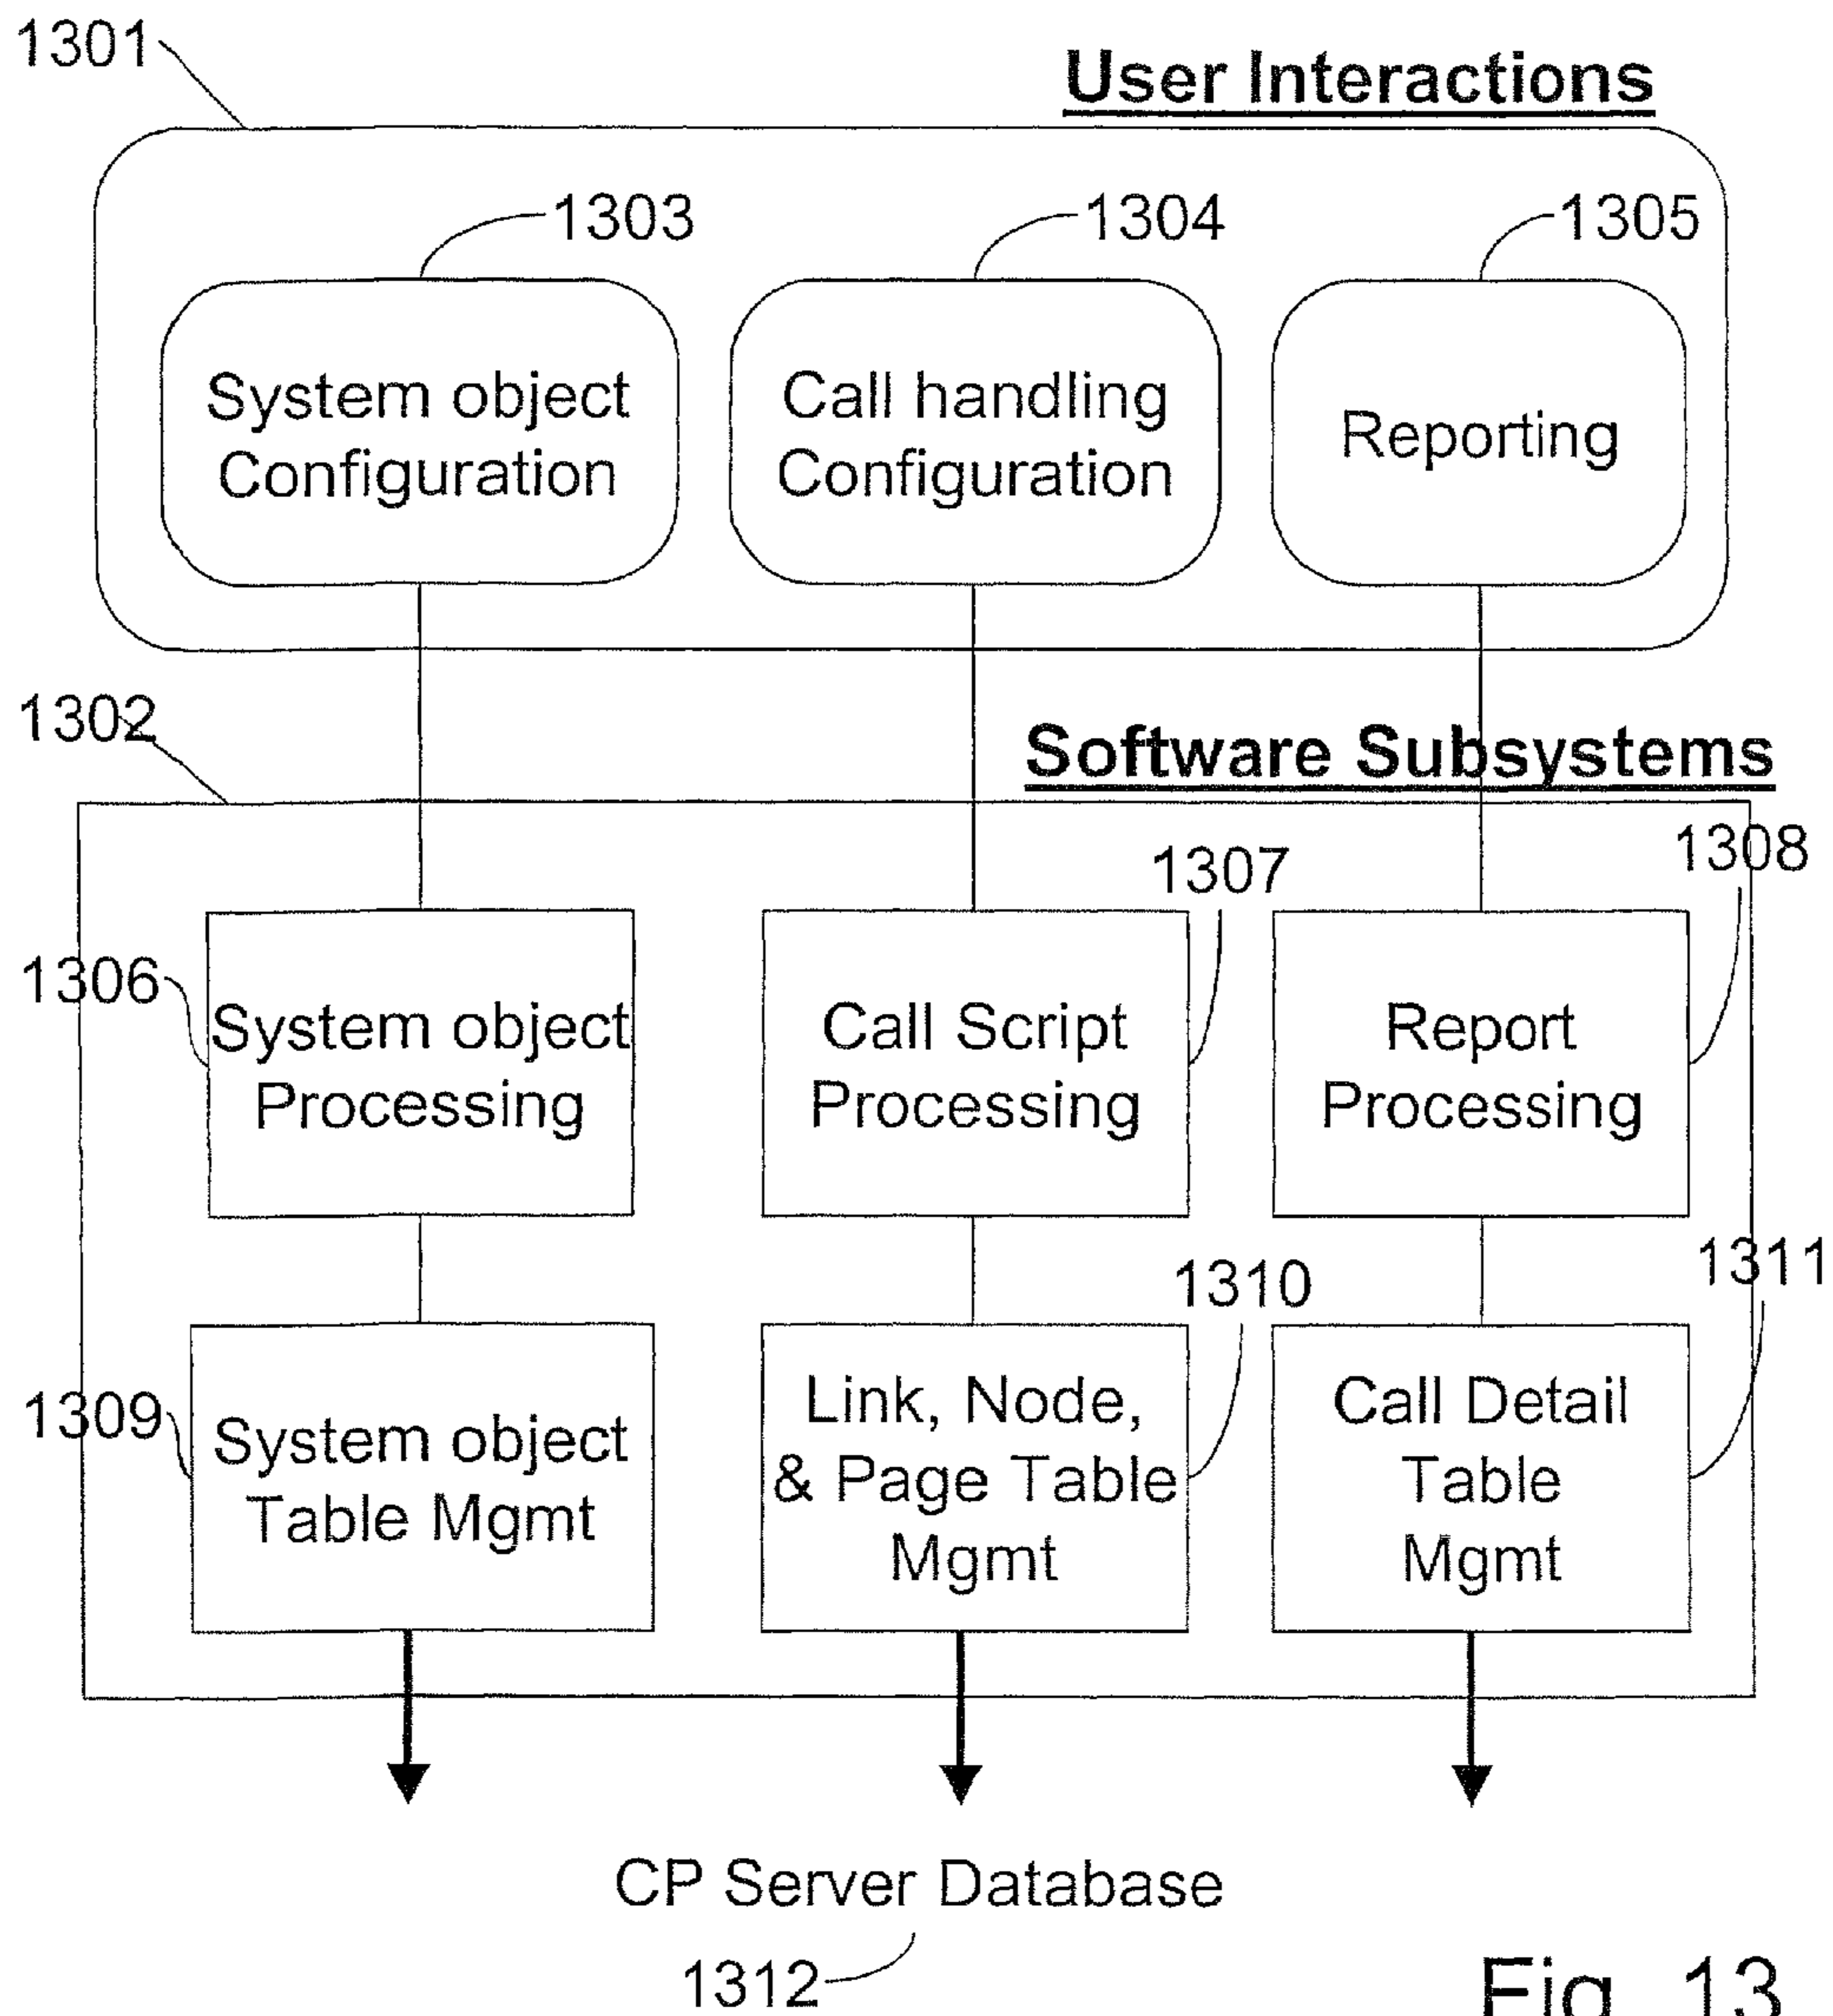 1301
User Interactions
1303
1304
1305
System object
Configuration
Call handling
Configuration
Reporting
1302
Software Subsystems
1307
1308
1306
System object
Processing
Call Script
Processing
Report
Processing
1310
1311
1309
System object
Table Mgmt
Link, Node,
& Page Table
Mgmt
Call Detail
Table
Mgmt
CP Server Database
1312
Fig. 13